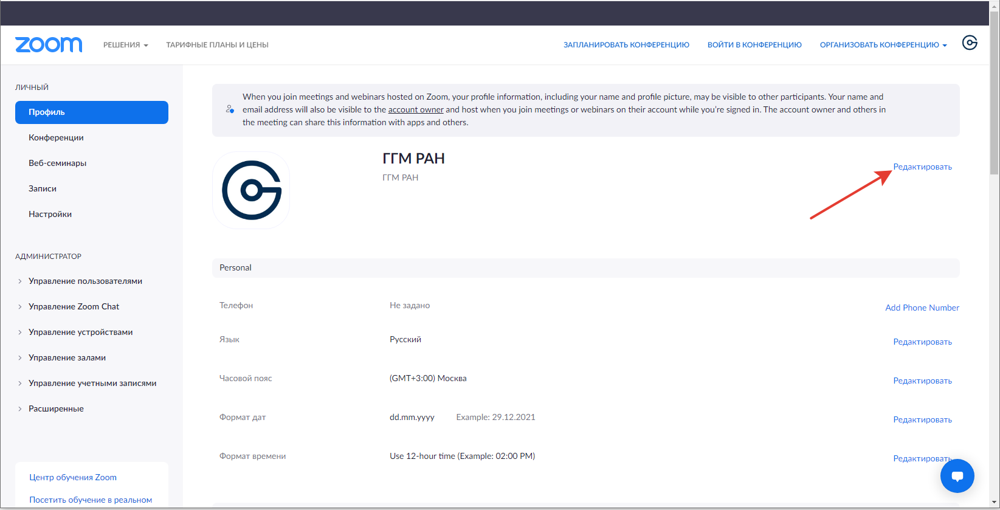 zoom
РЕШЕНИЯ
ТАРИФНЫЕ ПЛАНЫ И ЦЕНЫ
ЗАПЛАНИРОВАТЬ КОНФЕРЕНЦИЮ
ВОЙТИ В КОНФЕРЕНЦИЮ
ОРГАНИЗОВАТЬ КОНФЕРЕНЦИЮ
ЛИЧНЫЙ
Профиль
Конференции
Веб-семинары
Записи
Настройки
АДМИНИСТРАТОР
Управление пользователями
Управление Zoom Chat
Управление устройствами
Управление залами
Управление учетными записями
Расширенные
Центр обучения Zoom
Посетить обучение в реальном
When you join meetings and webinars hosted on Zoom, your profile information, including your name and profile picture, may be visible to other participants. Your name and
email address will also be visible to the account owner and host when you join meetings or webinars on their account while you're signed in. The account owner and others in
the meeting can share this information with apps and others.
ГГМ РАН
ГГМ РАН
Редактировать
Personal
Телефон Не задано Add Phone Number
Язык Русский Редактировать
Часовой пояс (GMT+3:00) Москва Редактировать
Формат дат dd.mm.yyyy Example: 29.12.2021 Редактировать
Формат времени Use 12-hour time (Example: 02:00 PM) Редактировать